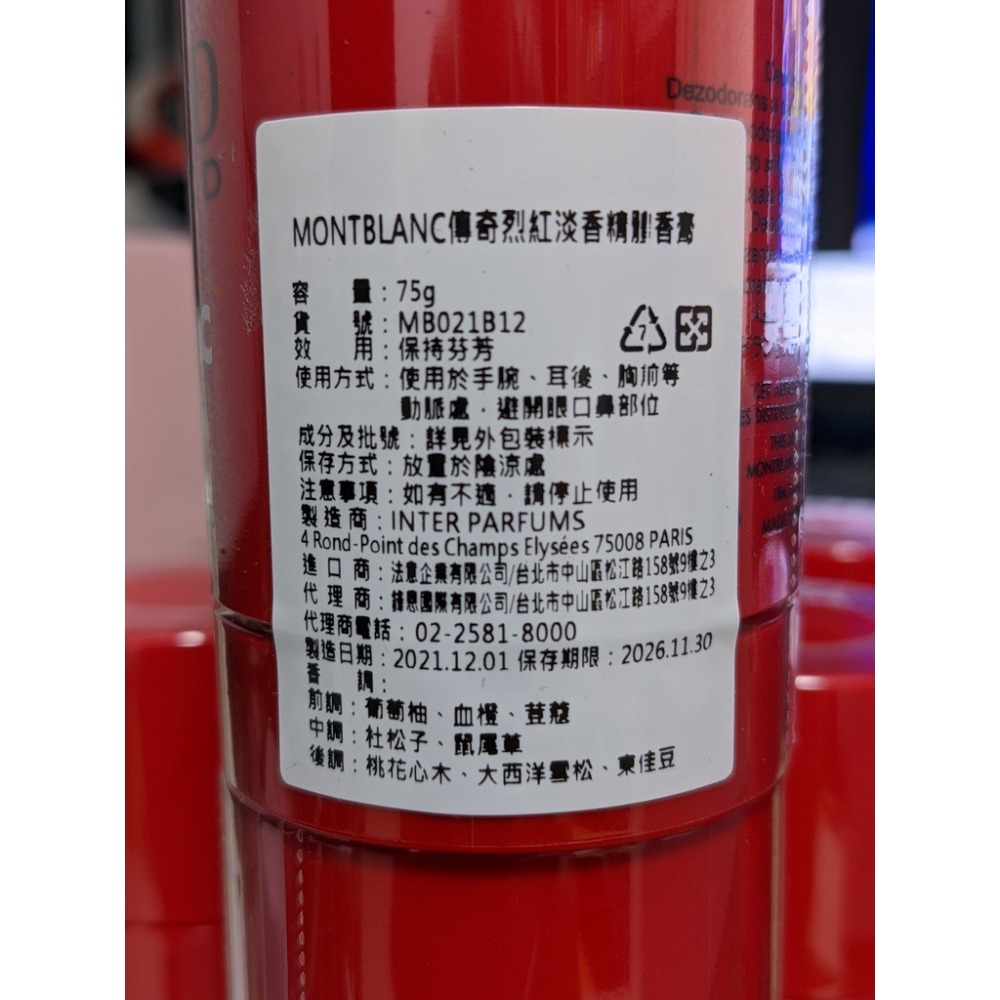 MONTBLANC傳奇烈紅淡香精體香膏
容 量：75g
貨 號：MB021B12
效 用：保持芬芳
7
使用方式：使用於手腕、耳後、胸前等
動脈處．避開眼口鼻部位
成分及批號：詳見外包裝標示
保存方式：放置於陰涼處
注意事項：如有不適．請停止使用
製造商：INTER PARFUMS
4 Rond-Point des Champs Elysées 75008 PARIS
進口商：法意企業有限公司/台北市中山區松江路158號9樓之3
代理商：鋒恩國際有限公司/台北市中山區松江路158號9樓之3
代理商電話：02-2581-8000
製造日期：2021.12.01 保存期限：2026.11.30
香 調：
前調：葡萄柚、血橙、荳蔻
中調：杜松子、鼠尾草
後調：桃花心木、大西洋雪松、東佳豆
Dezodorans